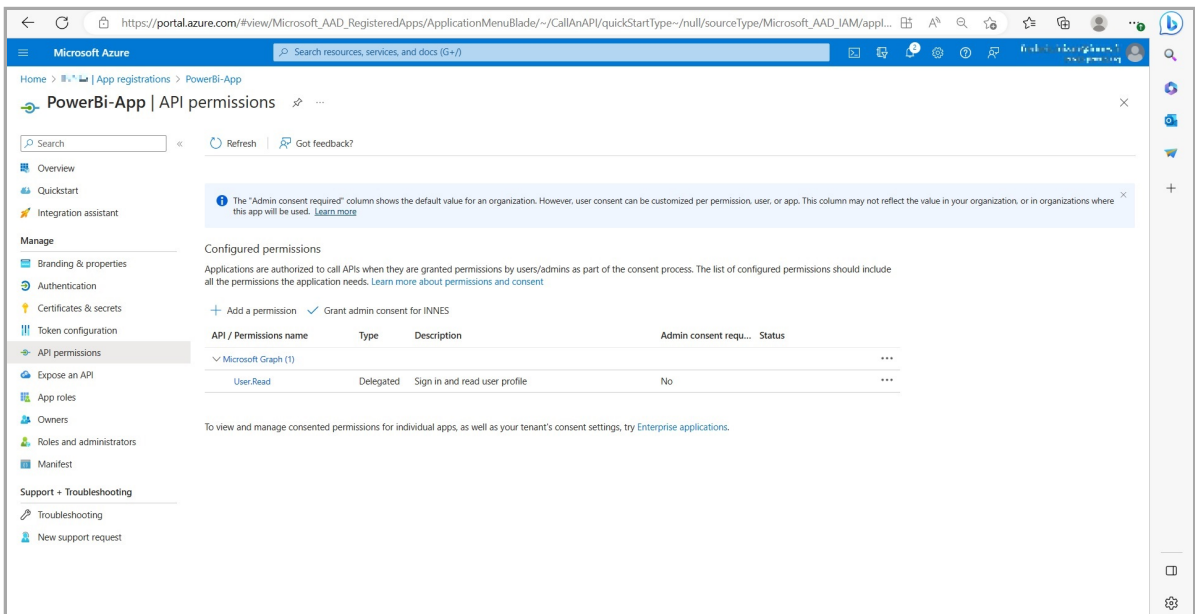 https://portal.azure.com/#view/Microsoft_AAD_RegisteredApps/ApplicationMenuBlade/~/CallAnAPI/quickStartType~/null/sourceType/Microsoft_AAD_IAM/appI...
Microsoft Azure
Search resources, services, and docs (G+/)
2
Home > | App registrations > PowerBi-App
PowerBi-App | API permissions
Search
Refresh
Got feedback?
Overview
Quickstart
Integration assistant
The "Admin consent required" column shows the default value for an organization. However, user consent can be customized per permission, user, or app. This column may not reflect the value in your organization, or in organizations where
this app will be used. Learn more
Manage
Branding & properties
Authentication
Certificates & secrets
Token configuration
API permissions
Expose an API
App roles
Owners
Roles and administrators
Manifest
Support + Troubleshooting
Troubleshooting
New support request
Configured permissions
Applications are authorized to call APIs when they are granted permissions by users/admins as part of the consent process. The list of configured permissions should include
all the permissions the application needs. Learn more about permissions and consent
Add a permission
Grant admin consent for INNES
API / Permissions name Type Description Admin consent requ... Status
Microsoft Graph (1)
User.Read Delegated Sign in and read user profile No
To view and manage consented permissions for individual apps, as well as your tenant's consent settings, try Enterprise applications.